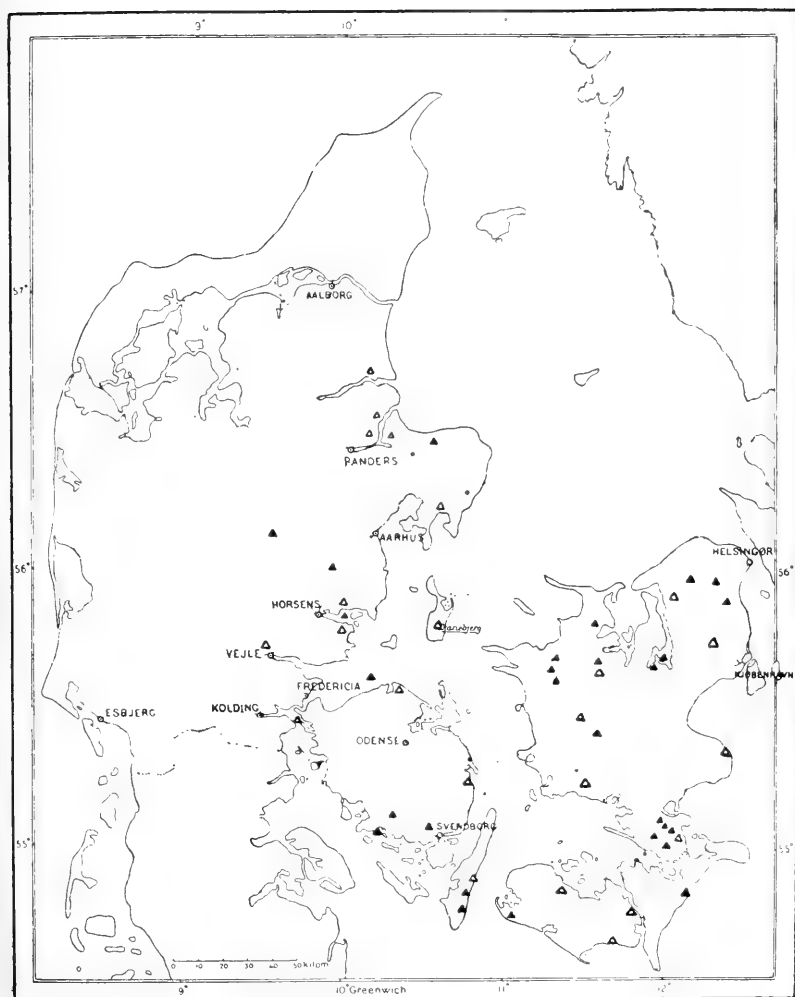 9° 10° 11°
57°
AALBORG
RANDERS
AARHUS
HELSINGØR
56° 56°
HORSENS
VEJLE
KJØBENHAVN
FREDERICIA
KOLDING
ESBJERG
ODENSE
SVENDBORG
55° 55°
0 10 20 30 40 50 kilom
9° 10° Greenwich 11 12